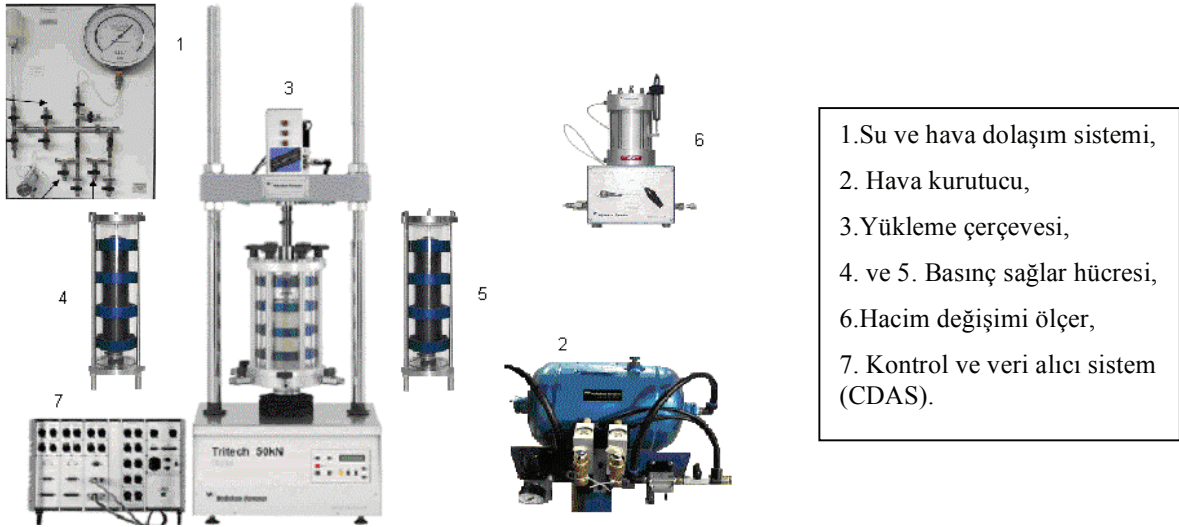 1
3
6
4
5
2
7
Tritech 50kN
1.Su ve hava dolaşım sistemi,
2. Hava kurutucu,
3.Yükleme çerçevesi,
4. ve 5. Basınç sağlar hücresi,
6.Hacim değişimi ölçer,
7. Kontrol ve veri alıcı sistem
(CDAS).